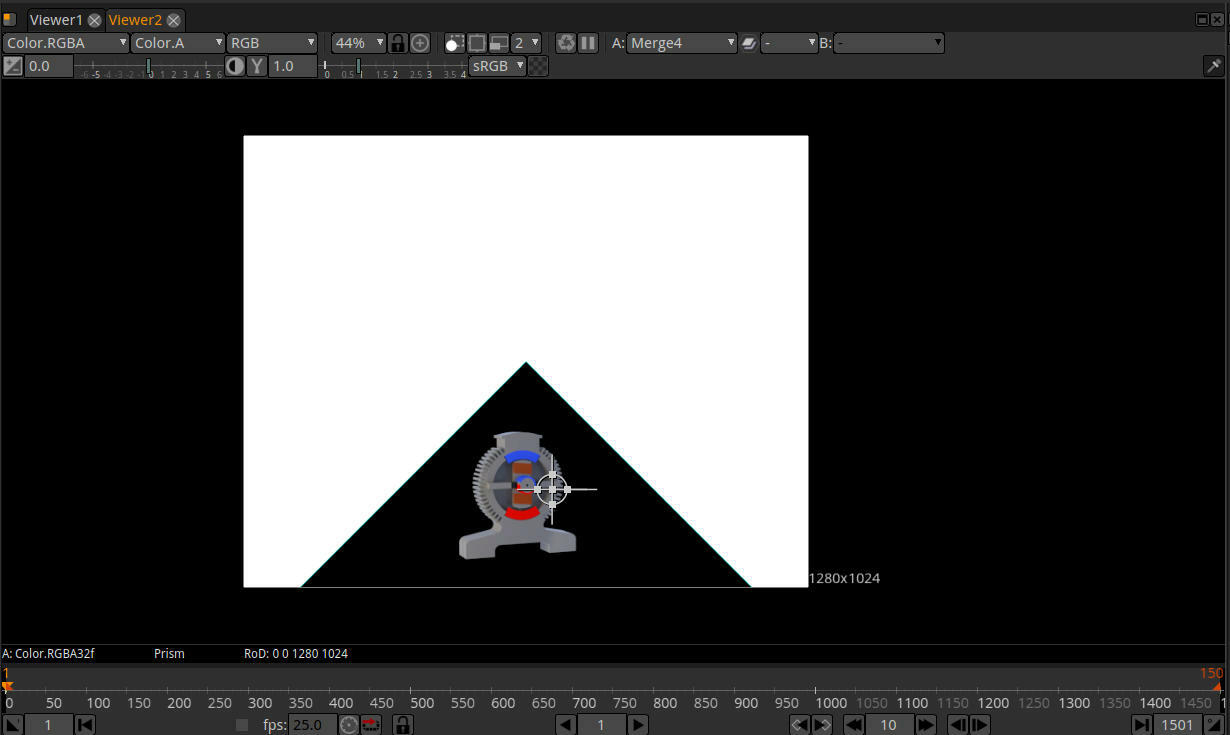 Viewer1 Viewer2
Color.RGBA Color.A RGB 44% 2 A: Merge4 - B: -
0.0 -6 -5 -4 -3 -2 -1 0 1 2 3 4 5 6 Y 1.0 0 0.5 1 1.5 2 2.5 3 3.5 4 sRGB
1280x1024
A: Color.RGBA32f Prism RoD: 0 0 1280 1024
1 150
0 50 100 150 200 250 300 350 400 450 500 550 600 650 700 750 800 850 900 950 1000 1050 1100 1150 1200 1250 1300 1350 1400 1450 1
1 fps: 25.0 1 10 1501